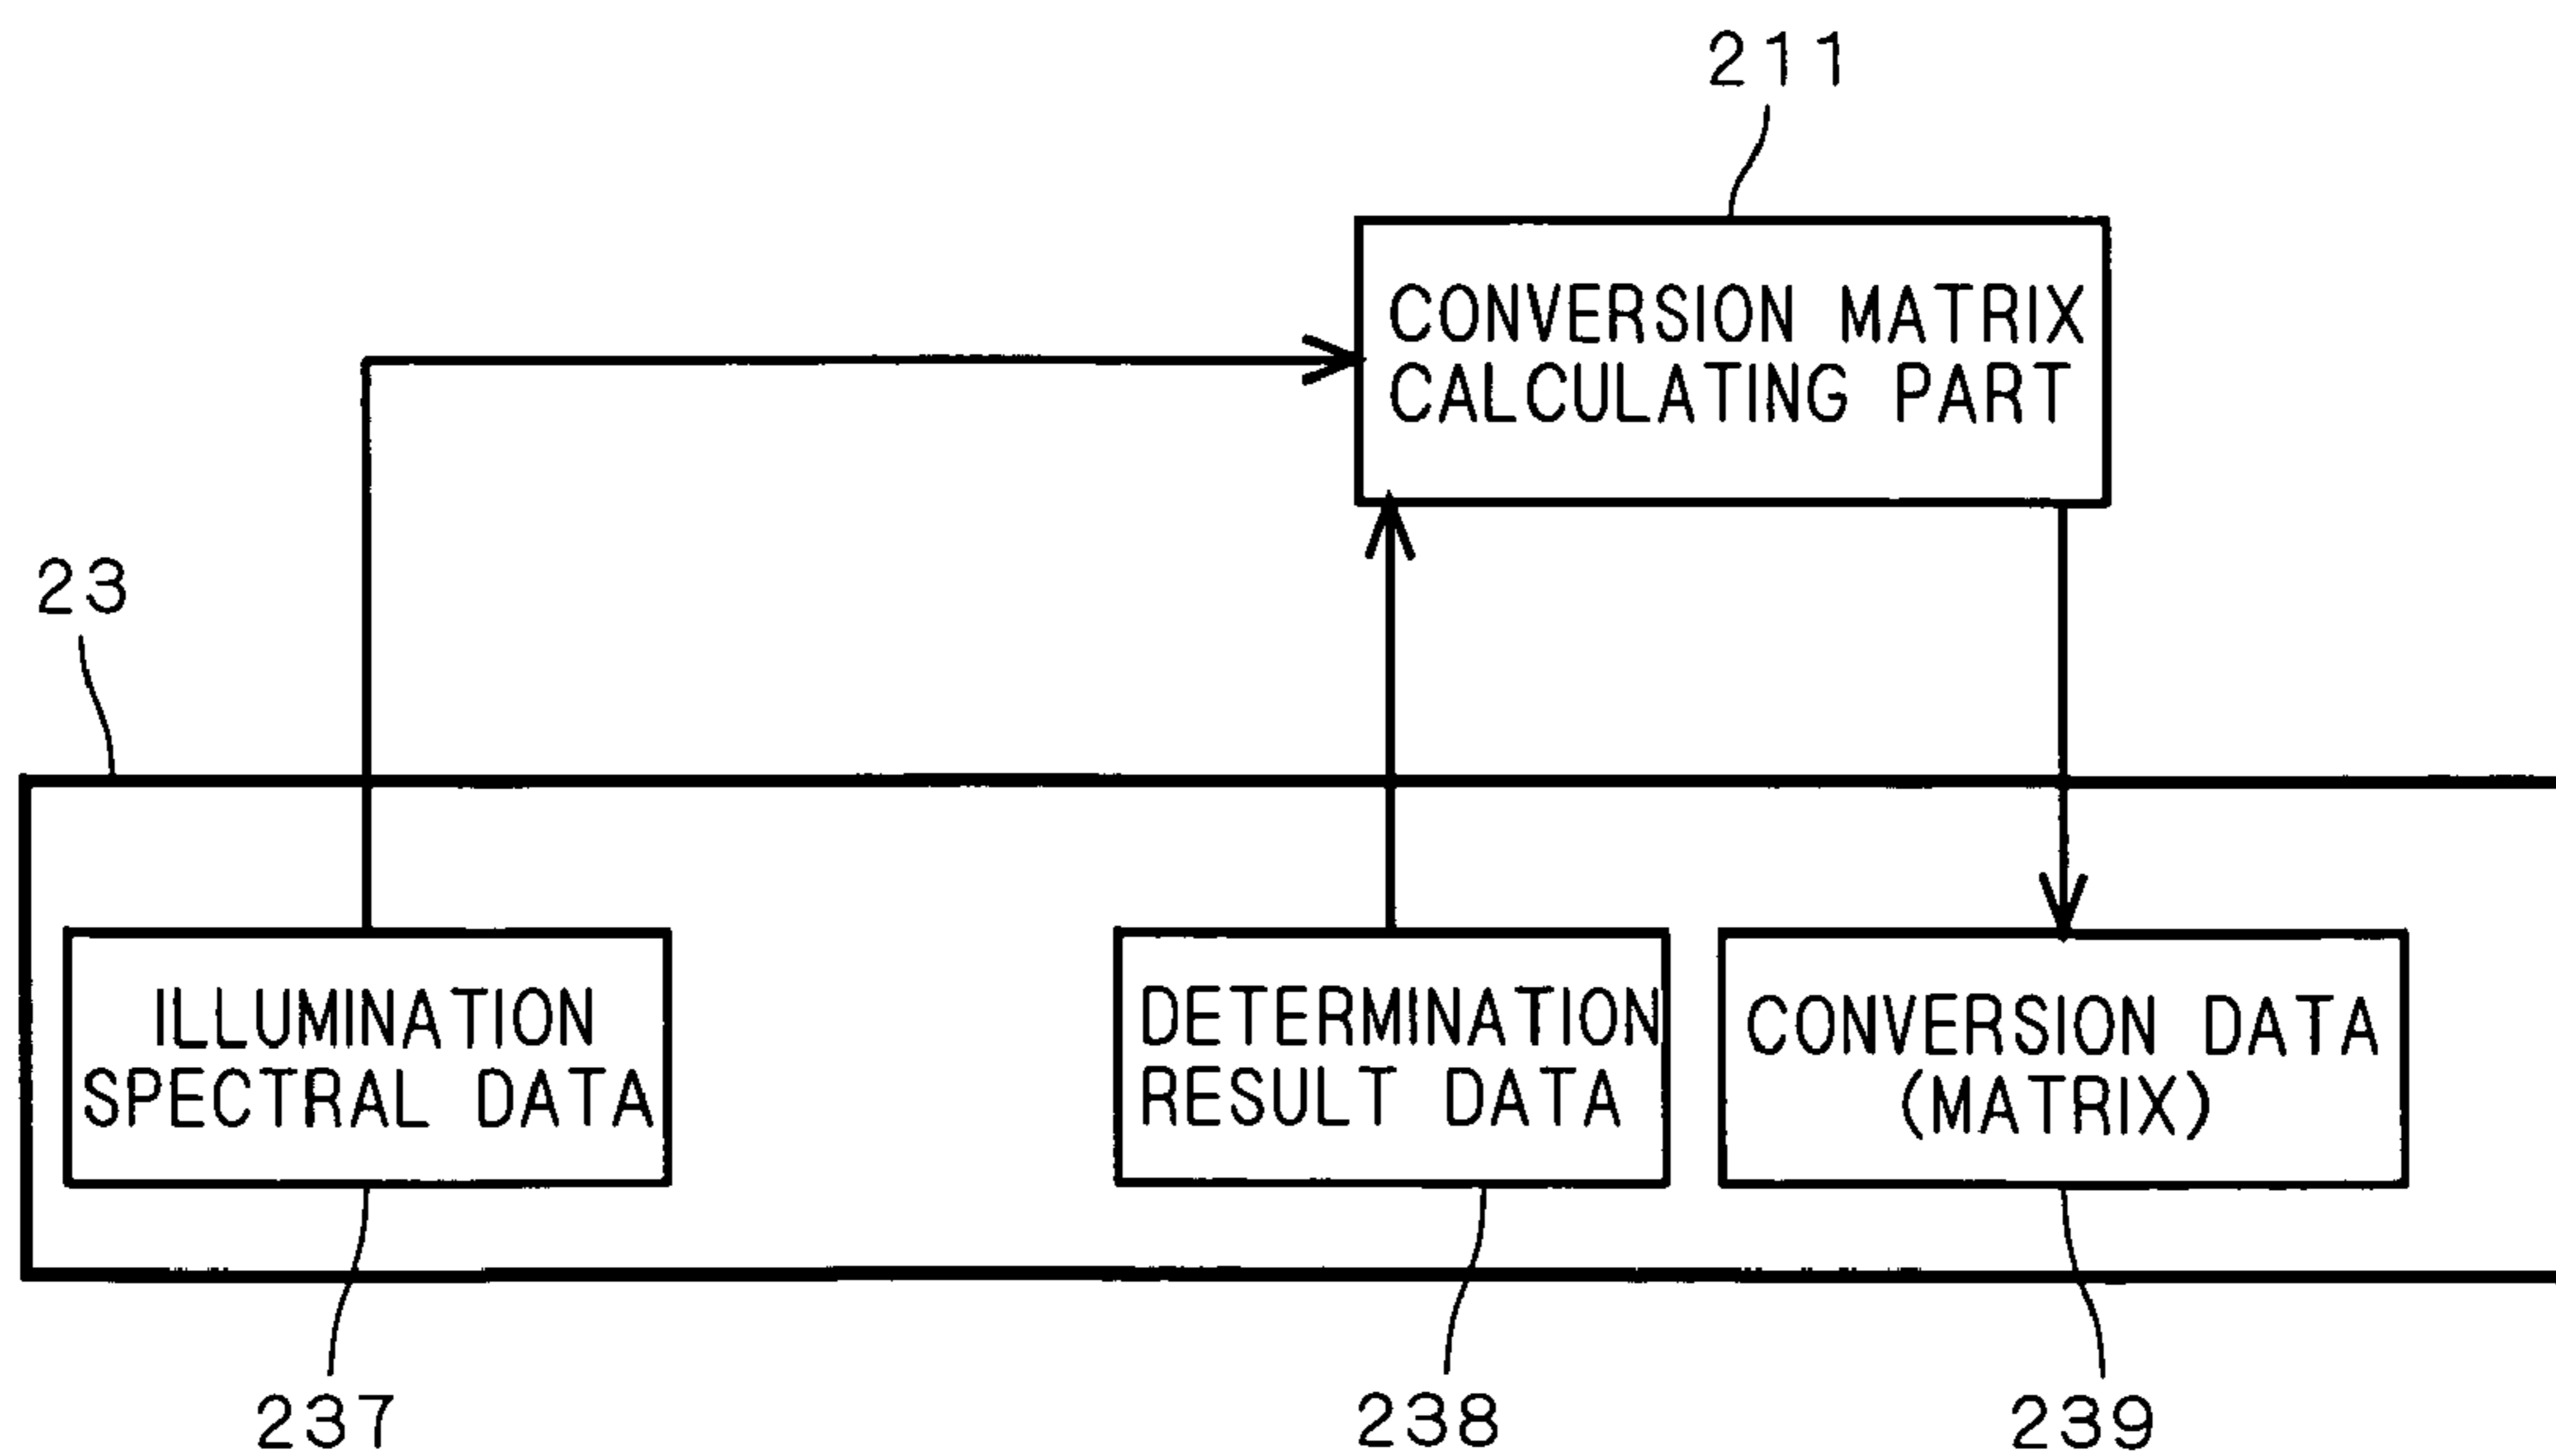 211
CONVERSION MATRIX
CALCULATING PART
23
ILLUMINATION
SPECTRAL DATA
DETERMINATION
RESULT DATA
CONVERSION DATA
(MATRIX)
237
238
239